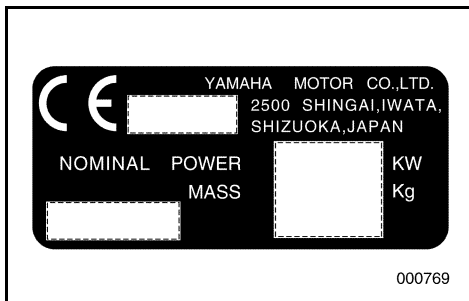 CE YAMAHA MOTOR CO.,LTD.
2500 SHINGAI,IWATA,
SHIZUOKA,JAPAN
NOMINAL POWER KW
MASS Kg
000769